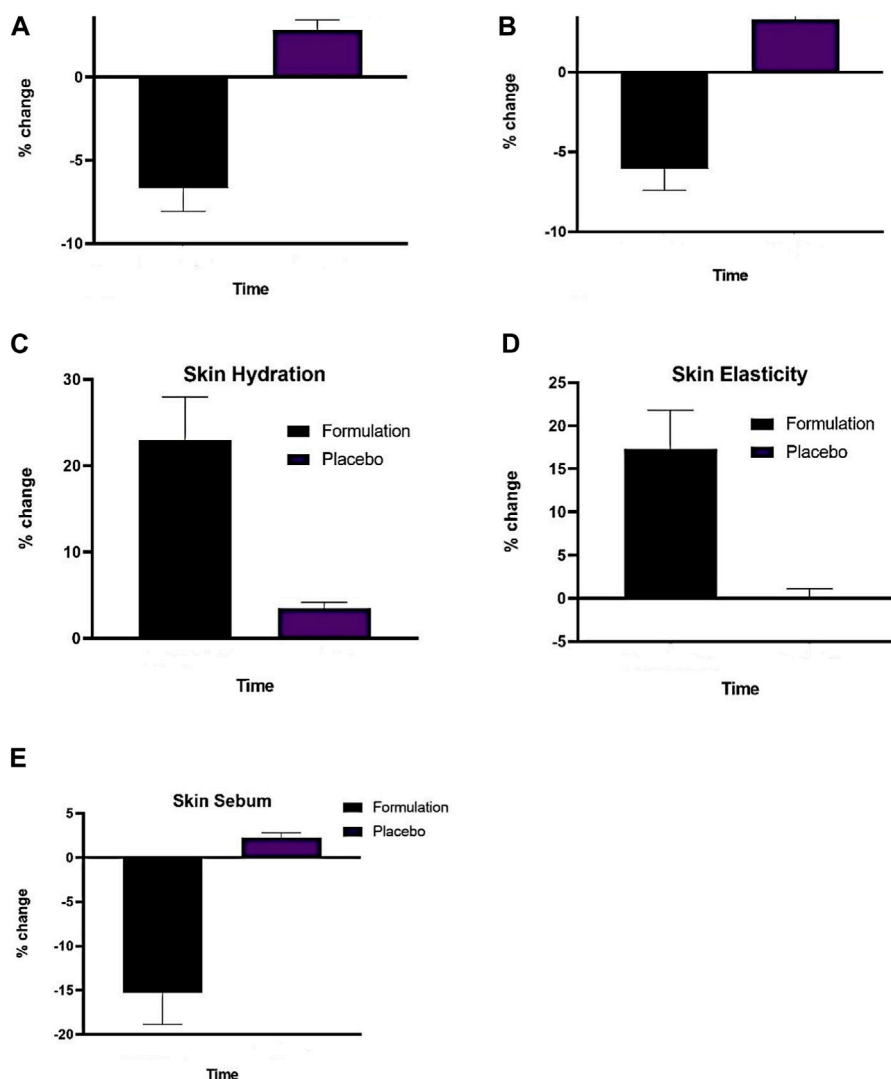 A
% change
0
-5
-10
Time
B
% change
0
-5
-10
Time
C
Skin Hydration
% change
30
20
10
0
Formulation
Placebo
Time
D
Skin Elasticity
% change
25
20
15
10
5
0
-5
Formulation
Placebo
Time
E
Skin Sebum
% change
5
0
-5
-10
-15
-20
Formulation
Placebo
Time